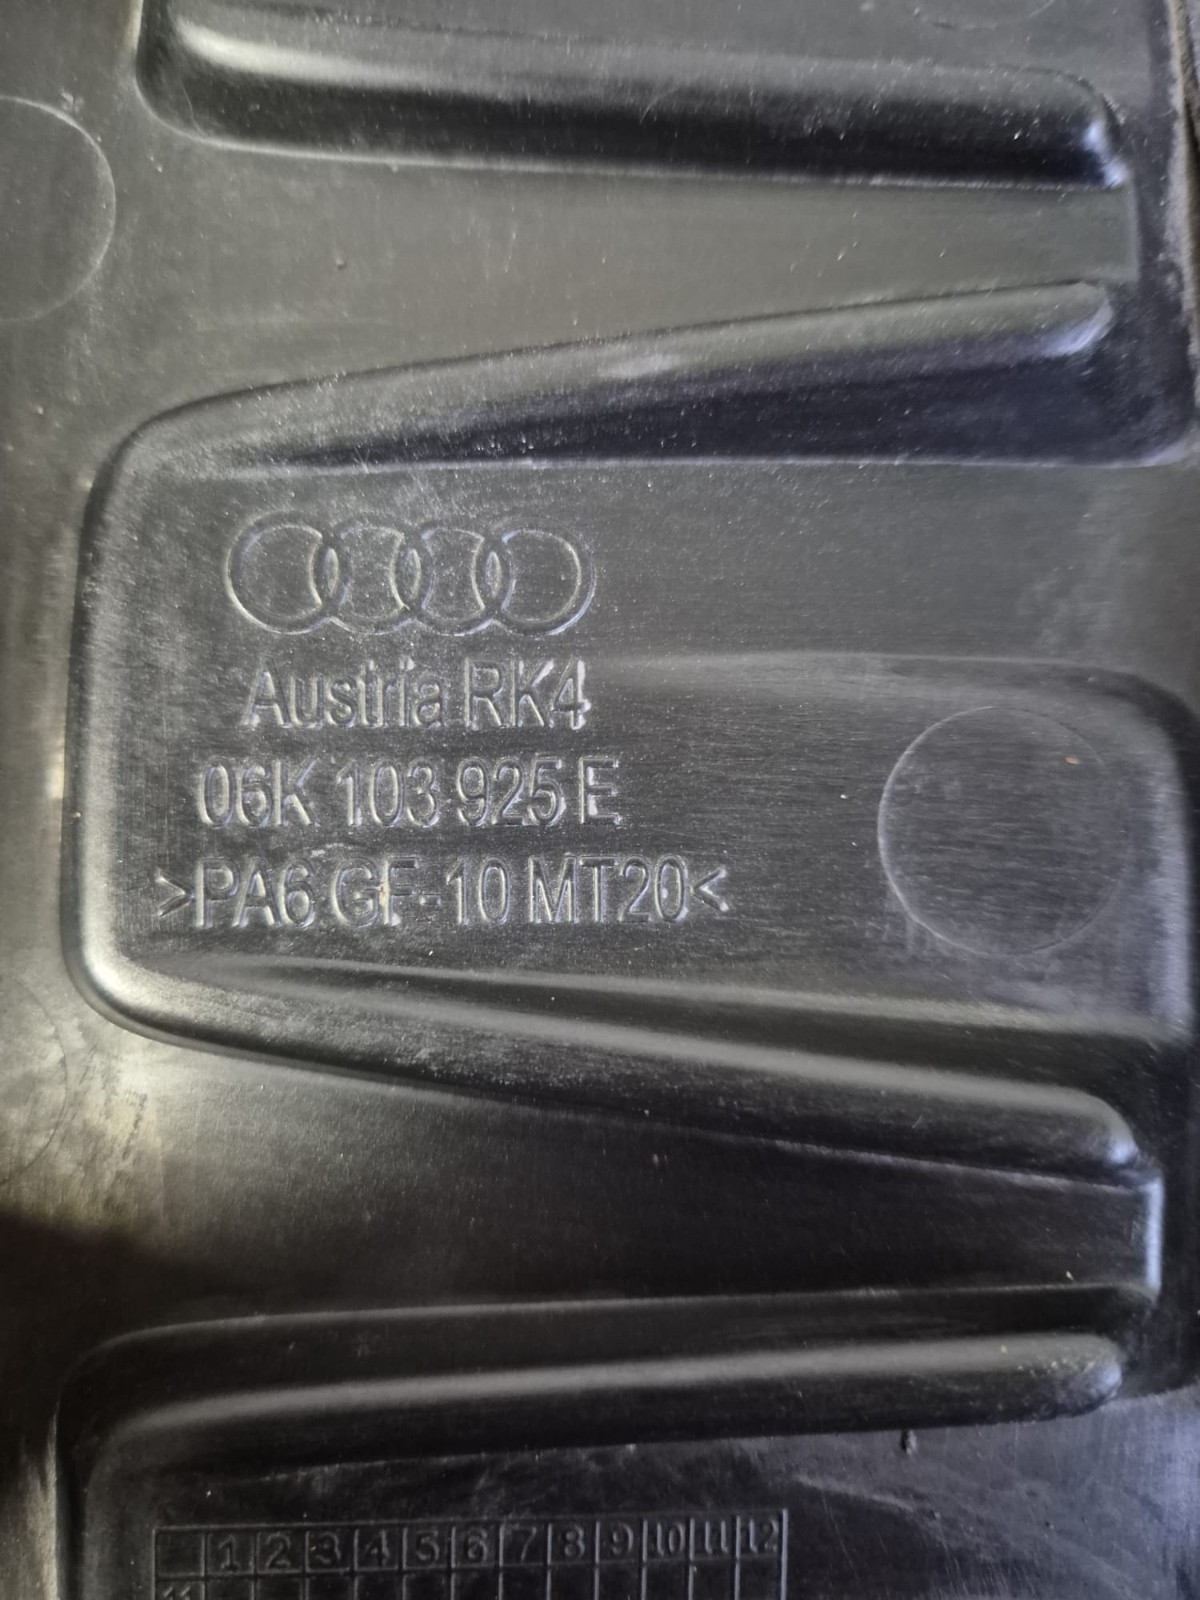 Austria RK4
06K 103 925 E
>PA6 GF-10 MT20<
1 2 3 4 5 6 7 8 9 10 11 12
11